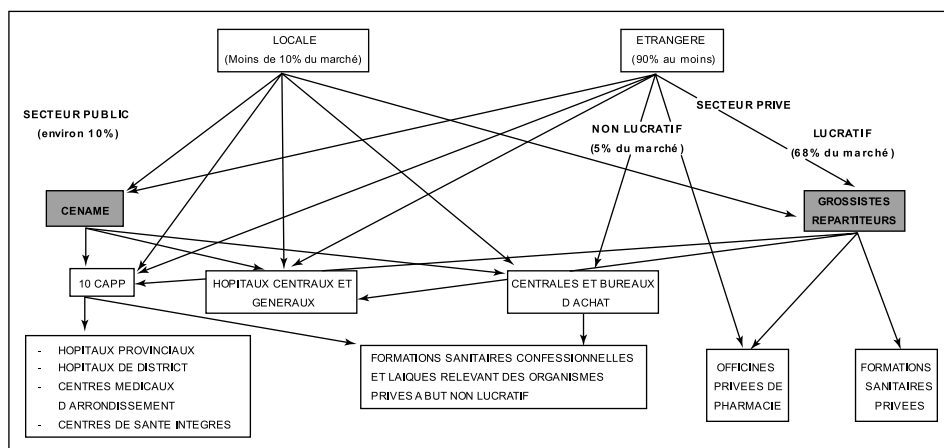 LOCALE
(Moins de 10% du marché)
ETRANGERE
(90% au moins)
SECTEUR PUBLIC
(environ 10%)
SECTEUR PRIVE
NON LUCRATIF
(5% du marché)
LUCRATIF
(68% du marché)
CENAME
GROSSISTES
REPARTITEURS
10 CAPP
HOPITAUX CENTRAUX ET
GENERAUX
CENTRALES ET BUREAUX
D ACHAT
- HOPITAUX PROVINCIAUX
- HOPITAUX DE DISTRICT
- CENTRES MEDICAUX
D ARRONDISSEMENT
- CENTRES DE SANTE INTEGRES
FORMATIONS SANITAIRES CONFESSIONNELLES
ET LAIQUES RELEVANT DES ORGANISMES
PRIVES A BUT NON LUCRATIF
OFFICINES
PRIVEES DE
PHARMACIE
FORMATIONS
SANITAIRES
PRIVEES